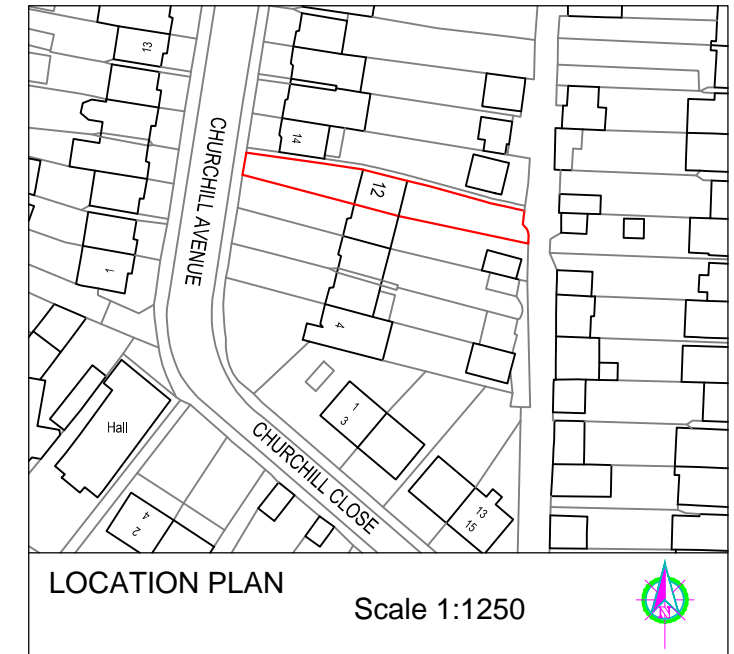 13
CHURCHILL AVENUE
14
12
1
4
Hall
1
3
CHURCHILL CLOSE
13
15
4
2
LOCATION PLAN
Scale 1:1250
N